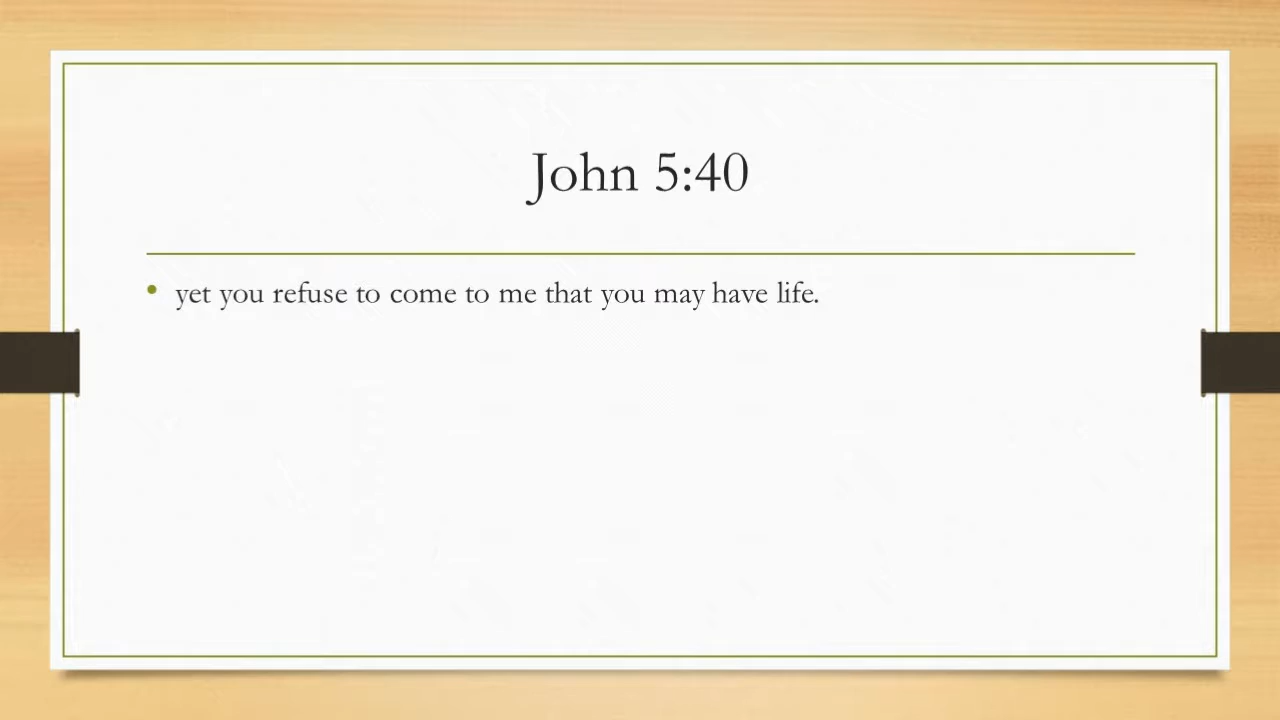 John 5:40
• yet you refuse to come to me that you may have life.